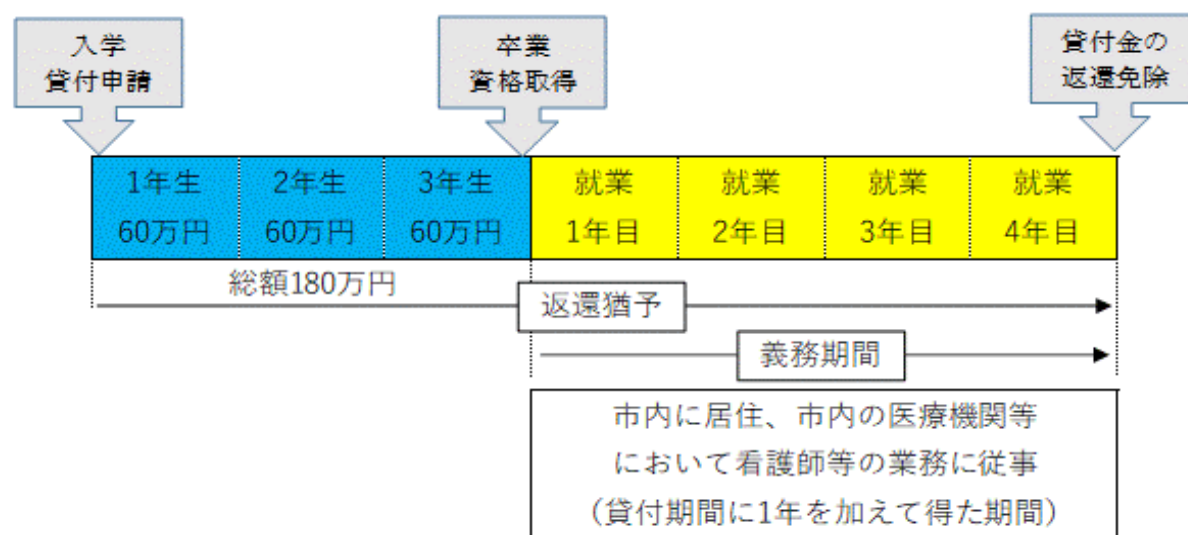 入学
貸付申請
卒業
資格取得
貸付金の
返還免除
1年生
60万円
2年生
60万円
3年生
60万円
就業
1年目
就業
2年目
就業
3年目
就業
4年目
総額180万円
返還猶予
義務期間
市内に居住、市内の医療機関等
において看護師等の業務に従事
（貸付期間に1年を加えて得た期間）